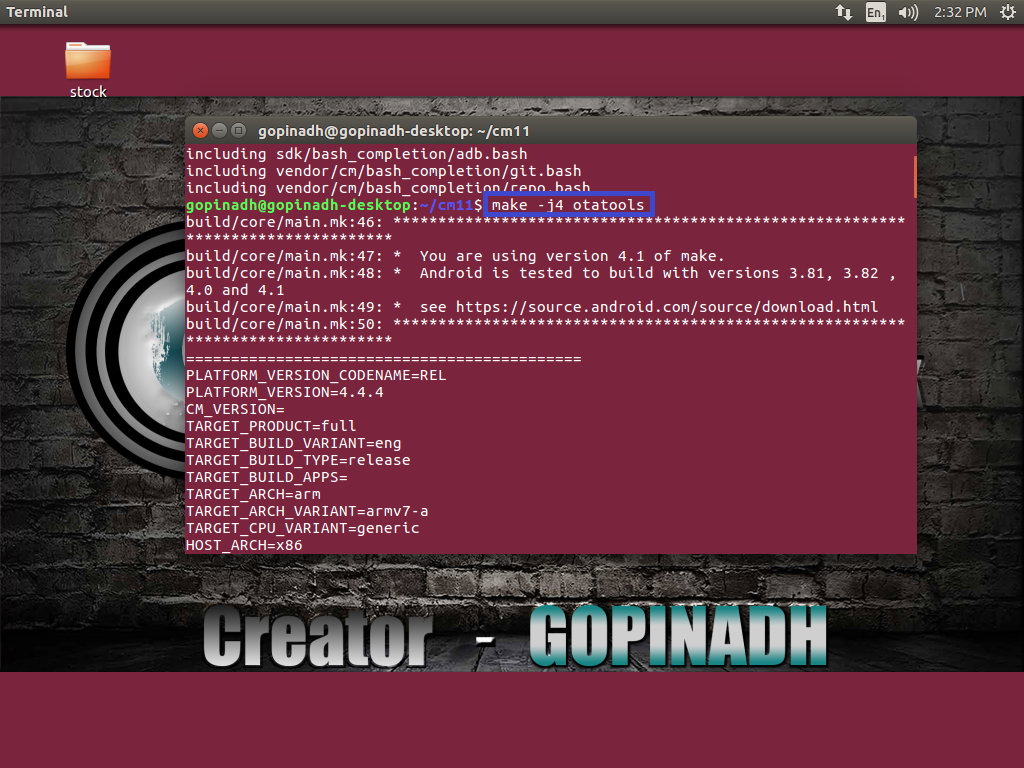 Terminal
En1
2:32 PM
stock
gopinadh@gopinadh-desktop: ~/cm11
including sdk/bash_completion/adb.bash
including vendor/cm/bash_completion/git.bash
including vendor/cm/bash_completion/repo.bash
gopinadh@gopinadh-desktop:~/cm11$ make -j4 otatools
build/core/main.mk:46: *********************************************************
***********************
build/core/main.mk:47: *  You are using version 4.1 of make.
build/core/main.mk:48: *  Android is tested to build with versions 3.81, 3.82 ,
4.0 and 4.1
build/core/main.mk:49: *  see https://source.android.com/source/download.html
build/core/main.mk:50: *********************************************************
***********************
============================================
PLATFORM_VERSION_CODENAME=REL
PLATFORM_VERSION=4.4.4
CM_VERSION=
TARGET_PRODUCT=full
TARGET_BUILD_VARIANT=eng
TARGET_BUILD_TYPE=release
TARGET_BUILD_APPS=
TARGET_ARCH=arm
TARGET_ARCH_VARIANT=armv7-a
TARGET_CPU_VARIANT=generic
HOST_ARCH=x86
Creator - GOPINADH